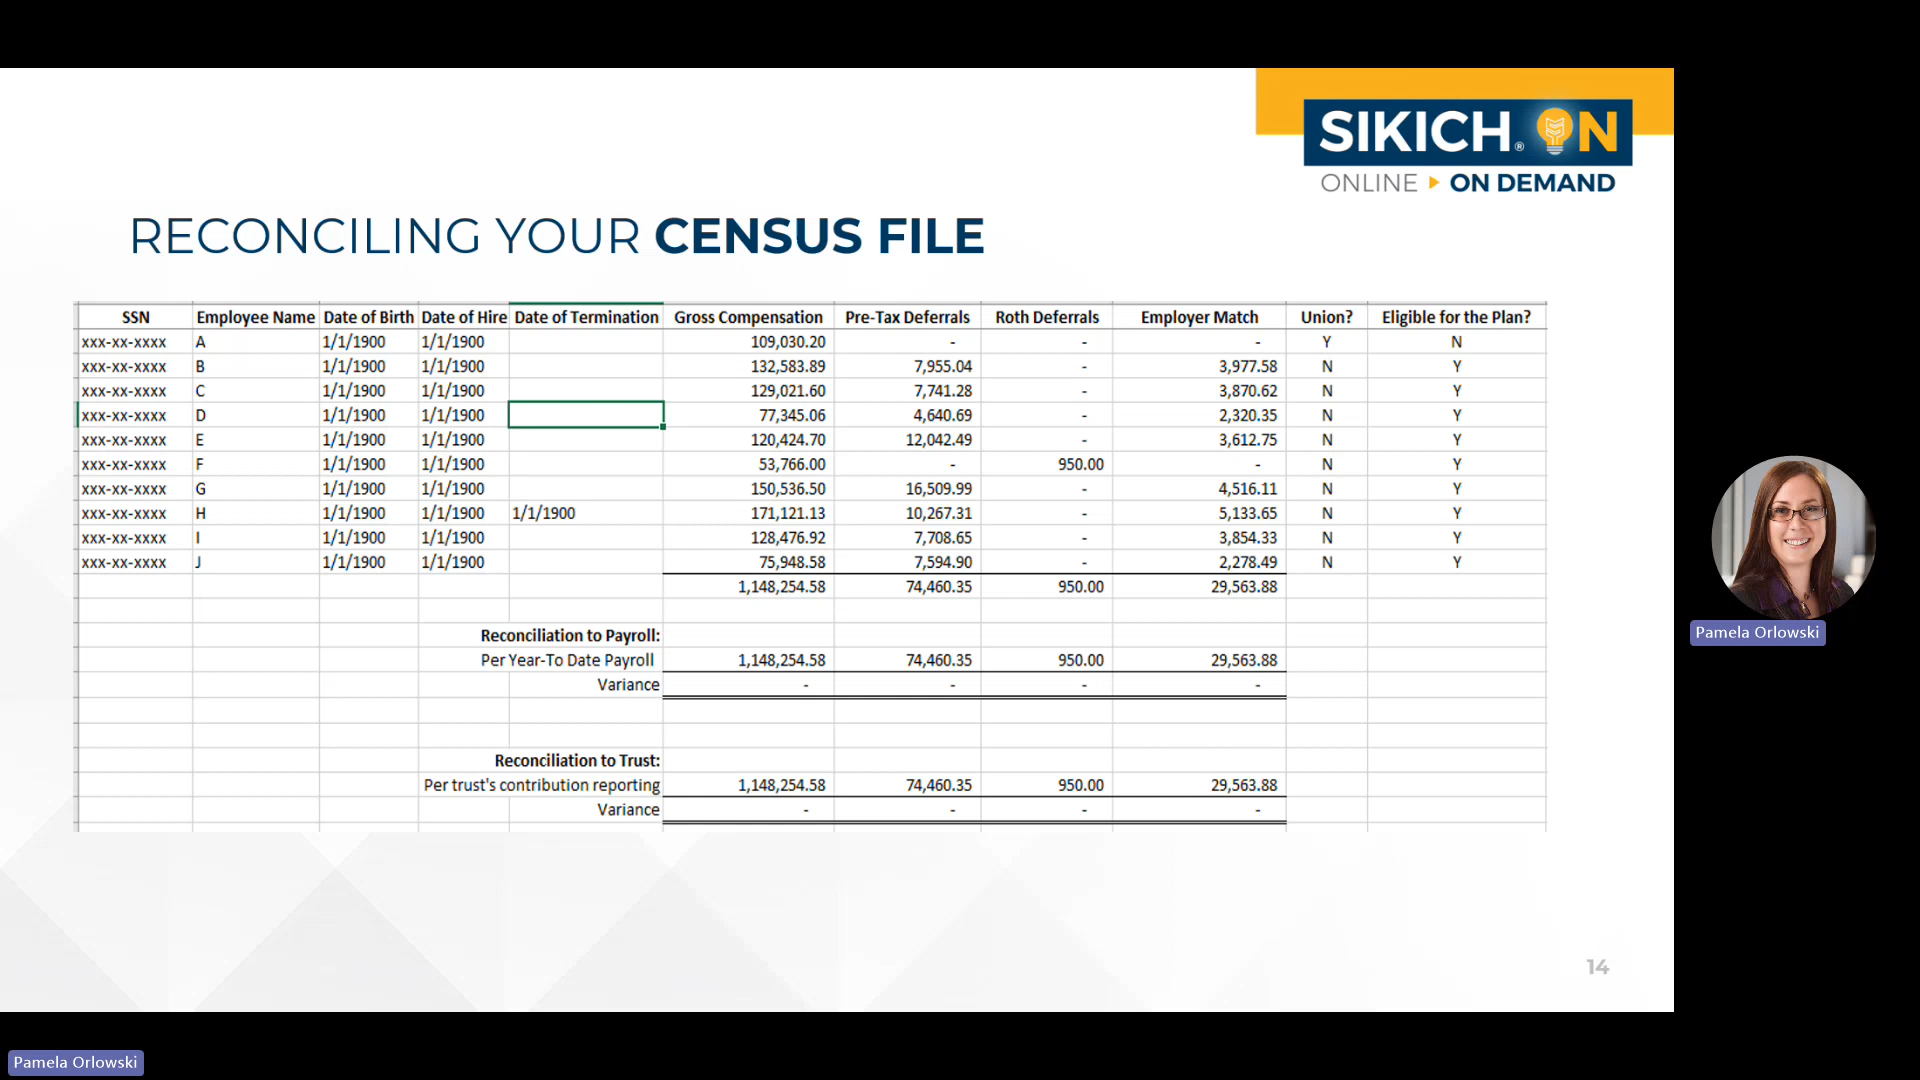 SIKICH® ON
ONLINE ON DEMAND
RECONCILING YOUR CENSUS FILE
SSN Employee Name Date of Birth Date of Hire Date of Termination Gross Compensation Pre-Tax Deferrals Roth Deferrals Employer Match Union? Eligible for the Plan?
xxx-xx-xxxx A 1/1/1900 1/1/1900 109,030.20 - - - Y N
xxx-xx-xxxx B 1/1/1900 1/1/1900 132,583.89 7,955.04 - 3,977.58 N Y
xxx-xx-xxxx C 1/1/1900 1/1/1900 129,021.60 7,741.28 - 3,870.62 N Y
xxx-xx-xxxx D 1/1/1900 1/1/1900 77,345.06 4,640.69 - 2,320.35 N Y
xxx-xx-xxxx E 1/1/1900 1/1/1900 120,424.70 12,042.49 - 3,612.75 N Y
xxx-xx-xxxx F 1/1/1900 1/1/1900 53,766.00 - 950.00 - N Y
xxx-xx-xxxx G 1/1/1900 1/1/1900 150,536.50 16,509.99 - 4,516.11 N Y
xxx-xx-xxxx H 1/1/1900 1/1/1900 1/1/1900 171,121.13 10,267.31 - 5,133.65 N Y
xxx-xx-xxxx I 1/1/1900 1/1/1900 128,476.92 7,708.65 - 3,854.33 N Y
xxx-xx-xxxx J 1/1/1900 1/1/1900 75,948.58 7,594.90 - 2,278.49 N Y
1,148,254.58 74,460.35 950.00 29,563.88
Reconciliation to Payroll:
Per Year-To Date Payroll 1,148,254.58 74,460.35 950.00 29,563.88
Variance - - - -
Reconciliation to Trust:
Per trust's contribution reporting 1,148,254.58 74,460.35 950.00 29,563.88
Variance - - - -
14
Pamela Orlowski
Pamela Orlowski